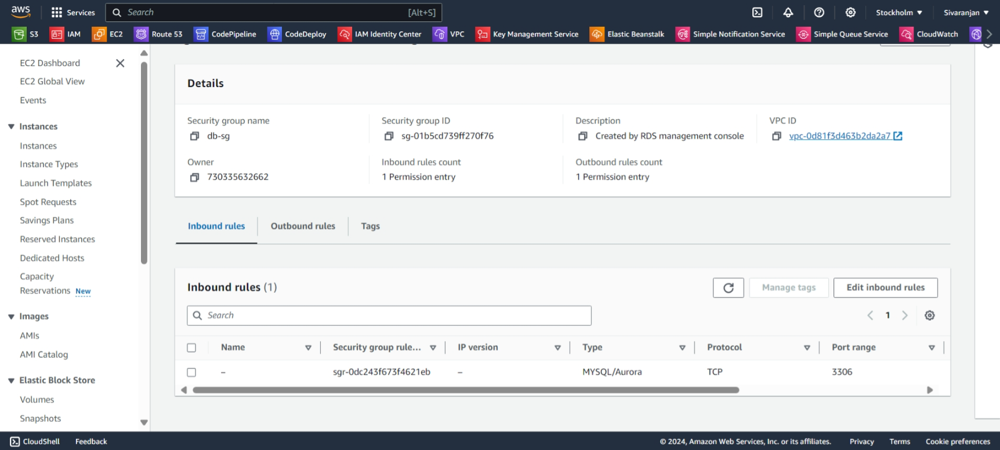 aws
Services
Search
[Alt+S]
Stockholm
Sivaranjan
S3
IAM
EC2
Route 53
CodePipeline
CodeDeploy
IAM Identity Center
VPC
Key Management Service
Elastic Beanstalk
Simple Notification Service
Simple Queue Service
CloudWatch
EC2 Dashboard
EC2 Global View
Events
Instances
Instances
Instance Types
Launch Templates
Spot Requests
Savings Plans
Reserved Instances
Dedicated Hosts
Capacity
Reservations New
Images
AMIs
AMI Catalog
Elastic Block Store
Volumes
Snapshots
Details
Security group name
db-sg
Security group ID
sg-01b5cd739ff270f76
Description
Created by RDS management console
VPC ID
vpc-0d81f3d463b2da2a7
Owner
730335632662
Inbound rules count
1 Permission entry
Outbound rules count
1 Permission entry
Inbound rules
Outbound rules
Tags
Inbound rules (1)
Manage tags
Edit inbound rules
Search
1
Name
Security group rule...
IP version
Type
Protocol
Port range
–
sgr-0dc243f673f4621eb
–
MYSQL/Aurora
TCP
3306
CloudShell
Feedback
© 2024, Amazon Web Services, Inc. or its affiliates.
Privacy
Terms
Cookie preferences